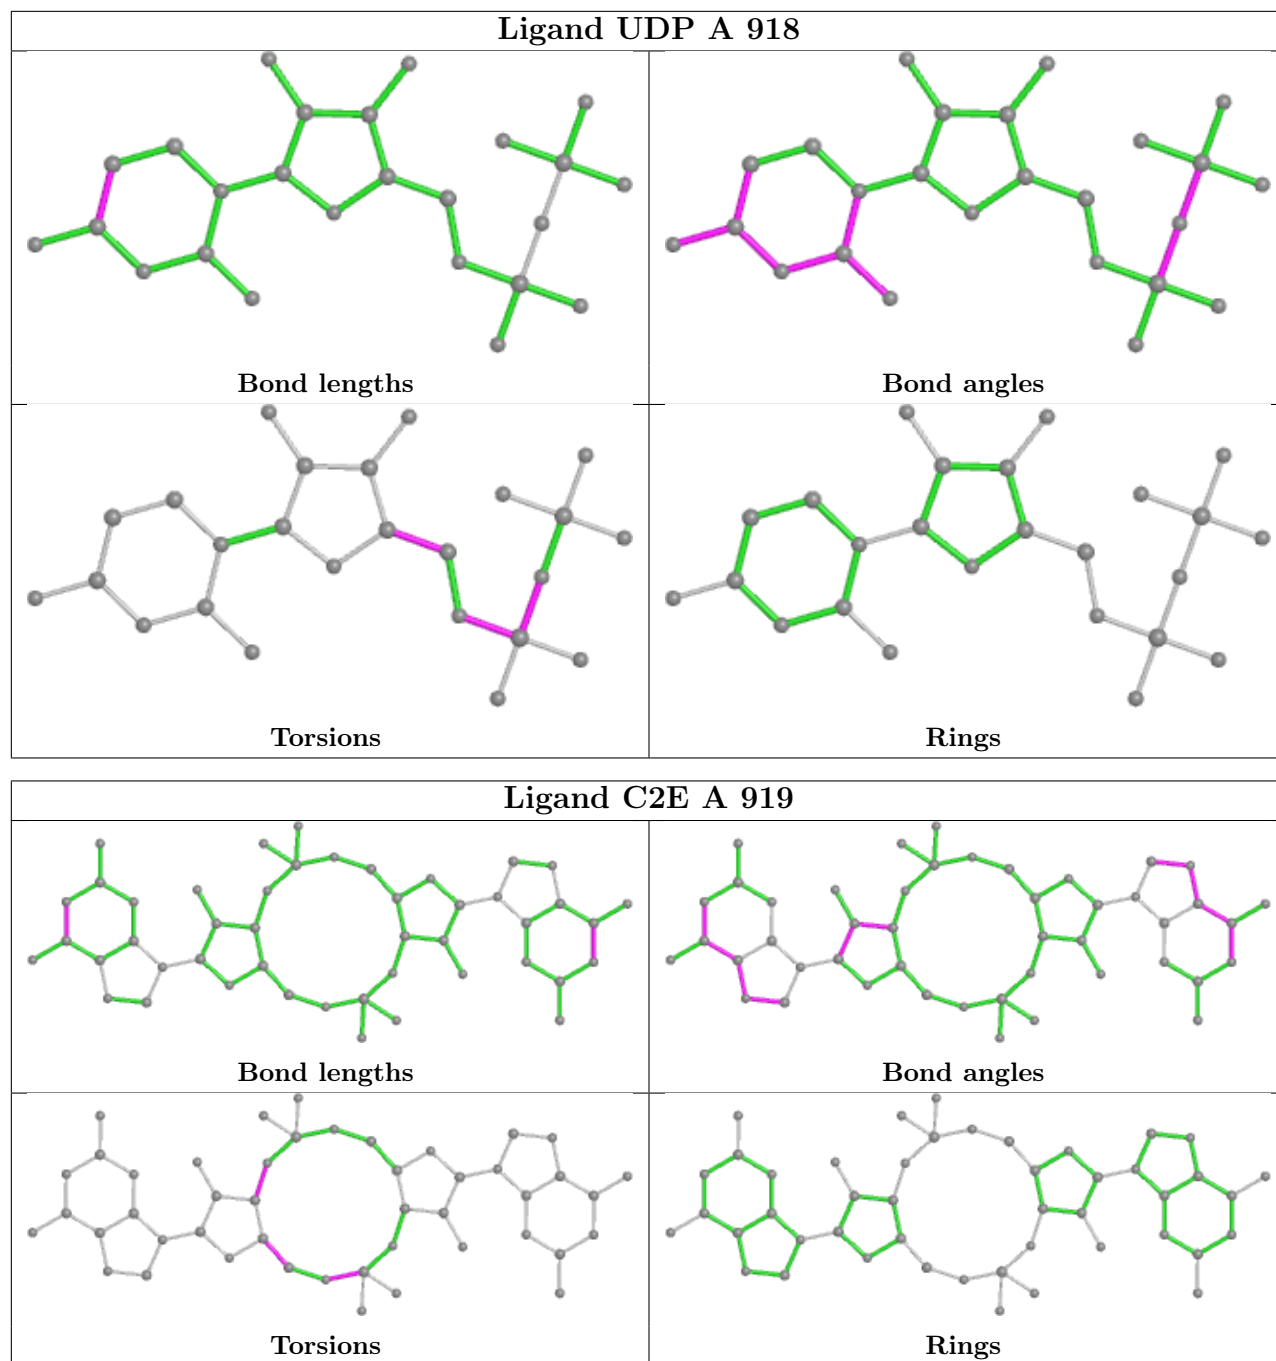 Ligand UDP A 918
Bond lengths
Bond angles
Torsions
Rings
Ligand C2E A 919
Bond lengths
Bond angles
Torsions
Rings